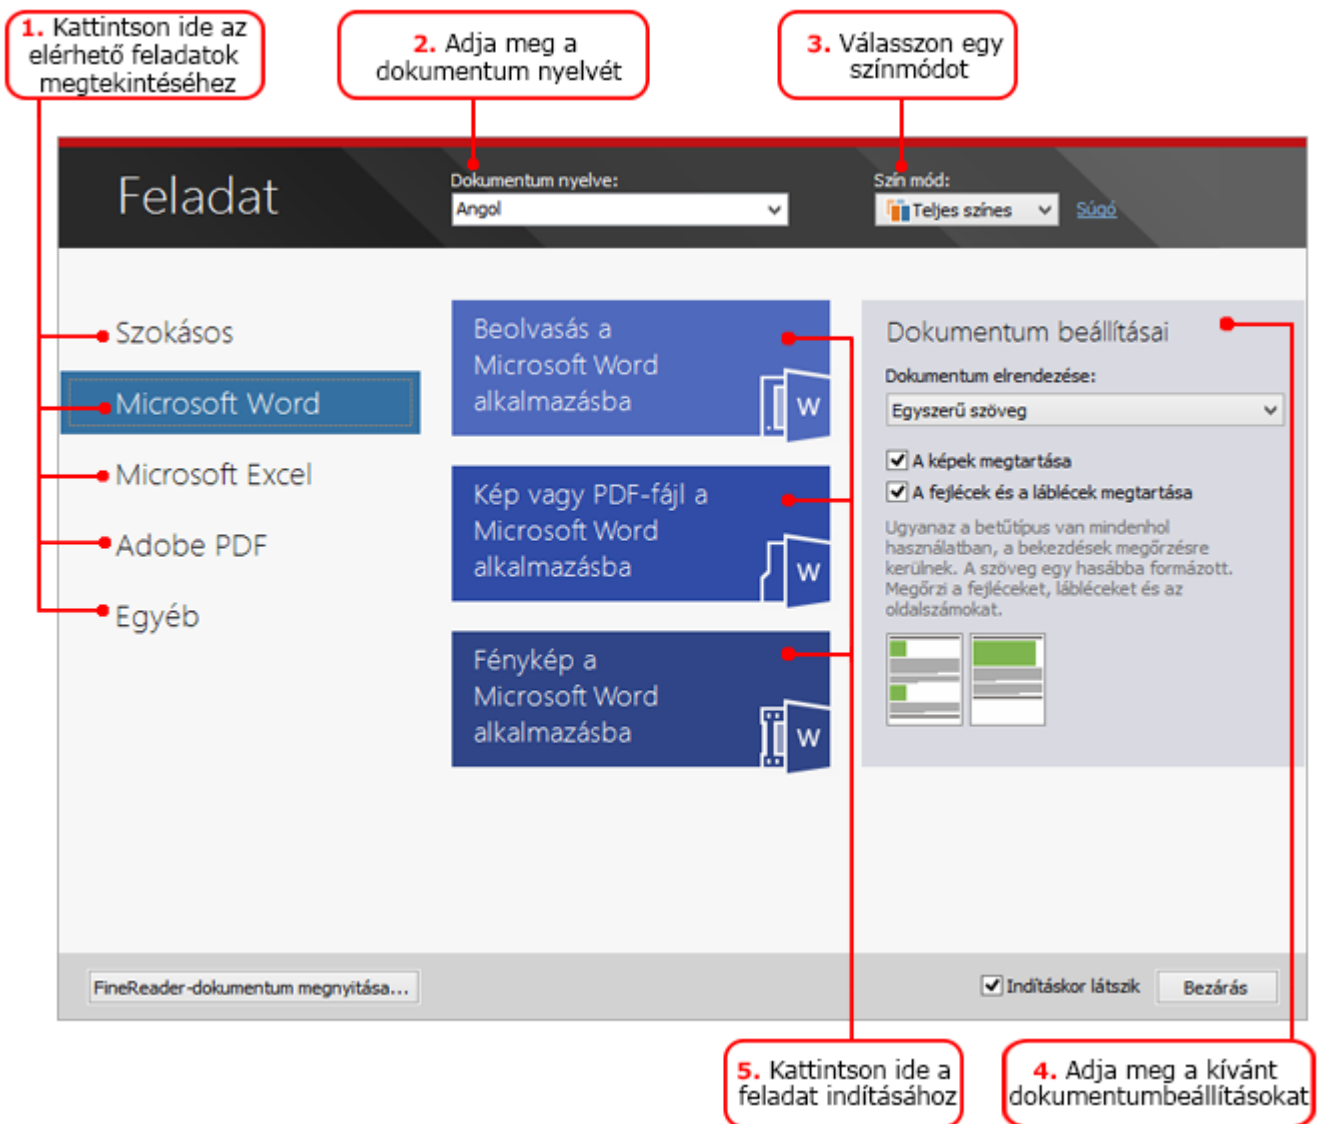 1. Kattintson ide az
elérhető feladatok
megtekintéséhez
2. Adja meg a
dokumentum nyelvét
3. Válasszon egy
színmódot
Feladat
Dokumentum nyelve:
Angol
Szín mód:
Teljes színes
Súgó
Szokásos
Microsoft Word
Microsoft Excel
Adobe PDF
Egyéb
Beolvasás a
Microsoft Word
alkalmazásba
W
Kép vagy PDF-fájl a
Microsoft Word
alkalmazásba
W
Fénykép a
Microsoft Word
alkalmazásba
W
Dokumentum beállításai
Dokumentum elrendezése:
Egyszerű szöveg
A képek megtartása
A fejlécek és a láblécek megtartása
Ugyanaz a betűtípus van mindenhol
használatban, a bekezdések megőrzésre
kerülnek. A szöveg egy hasábba formázott.
Megőrzi a fejléceket, lábléceket és az
oldalszámokat.
FineReader-dokumentum megnyitása...
Indításkor látszik
Bezárás
5. Kattintson ide a
feladat indításához
4. Adja meg a kívánt
dokumentumbeállításokat